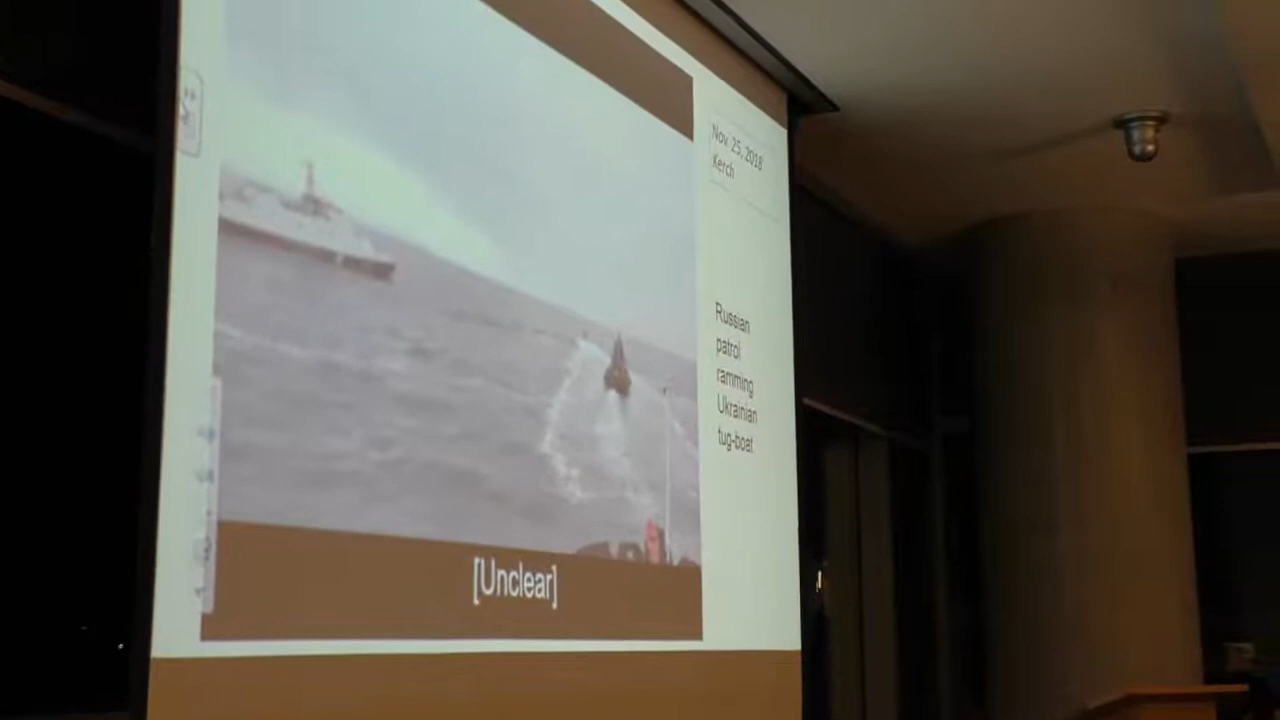 Nov. 25, 2018
Kerch
Russian
patrol
ramming
Ukrainian
tug-boat
[Unclear]